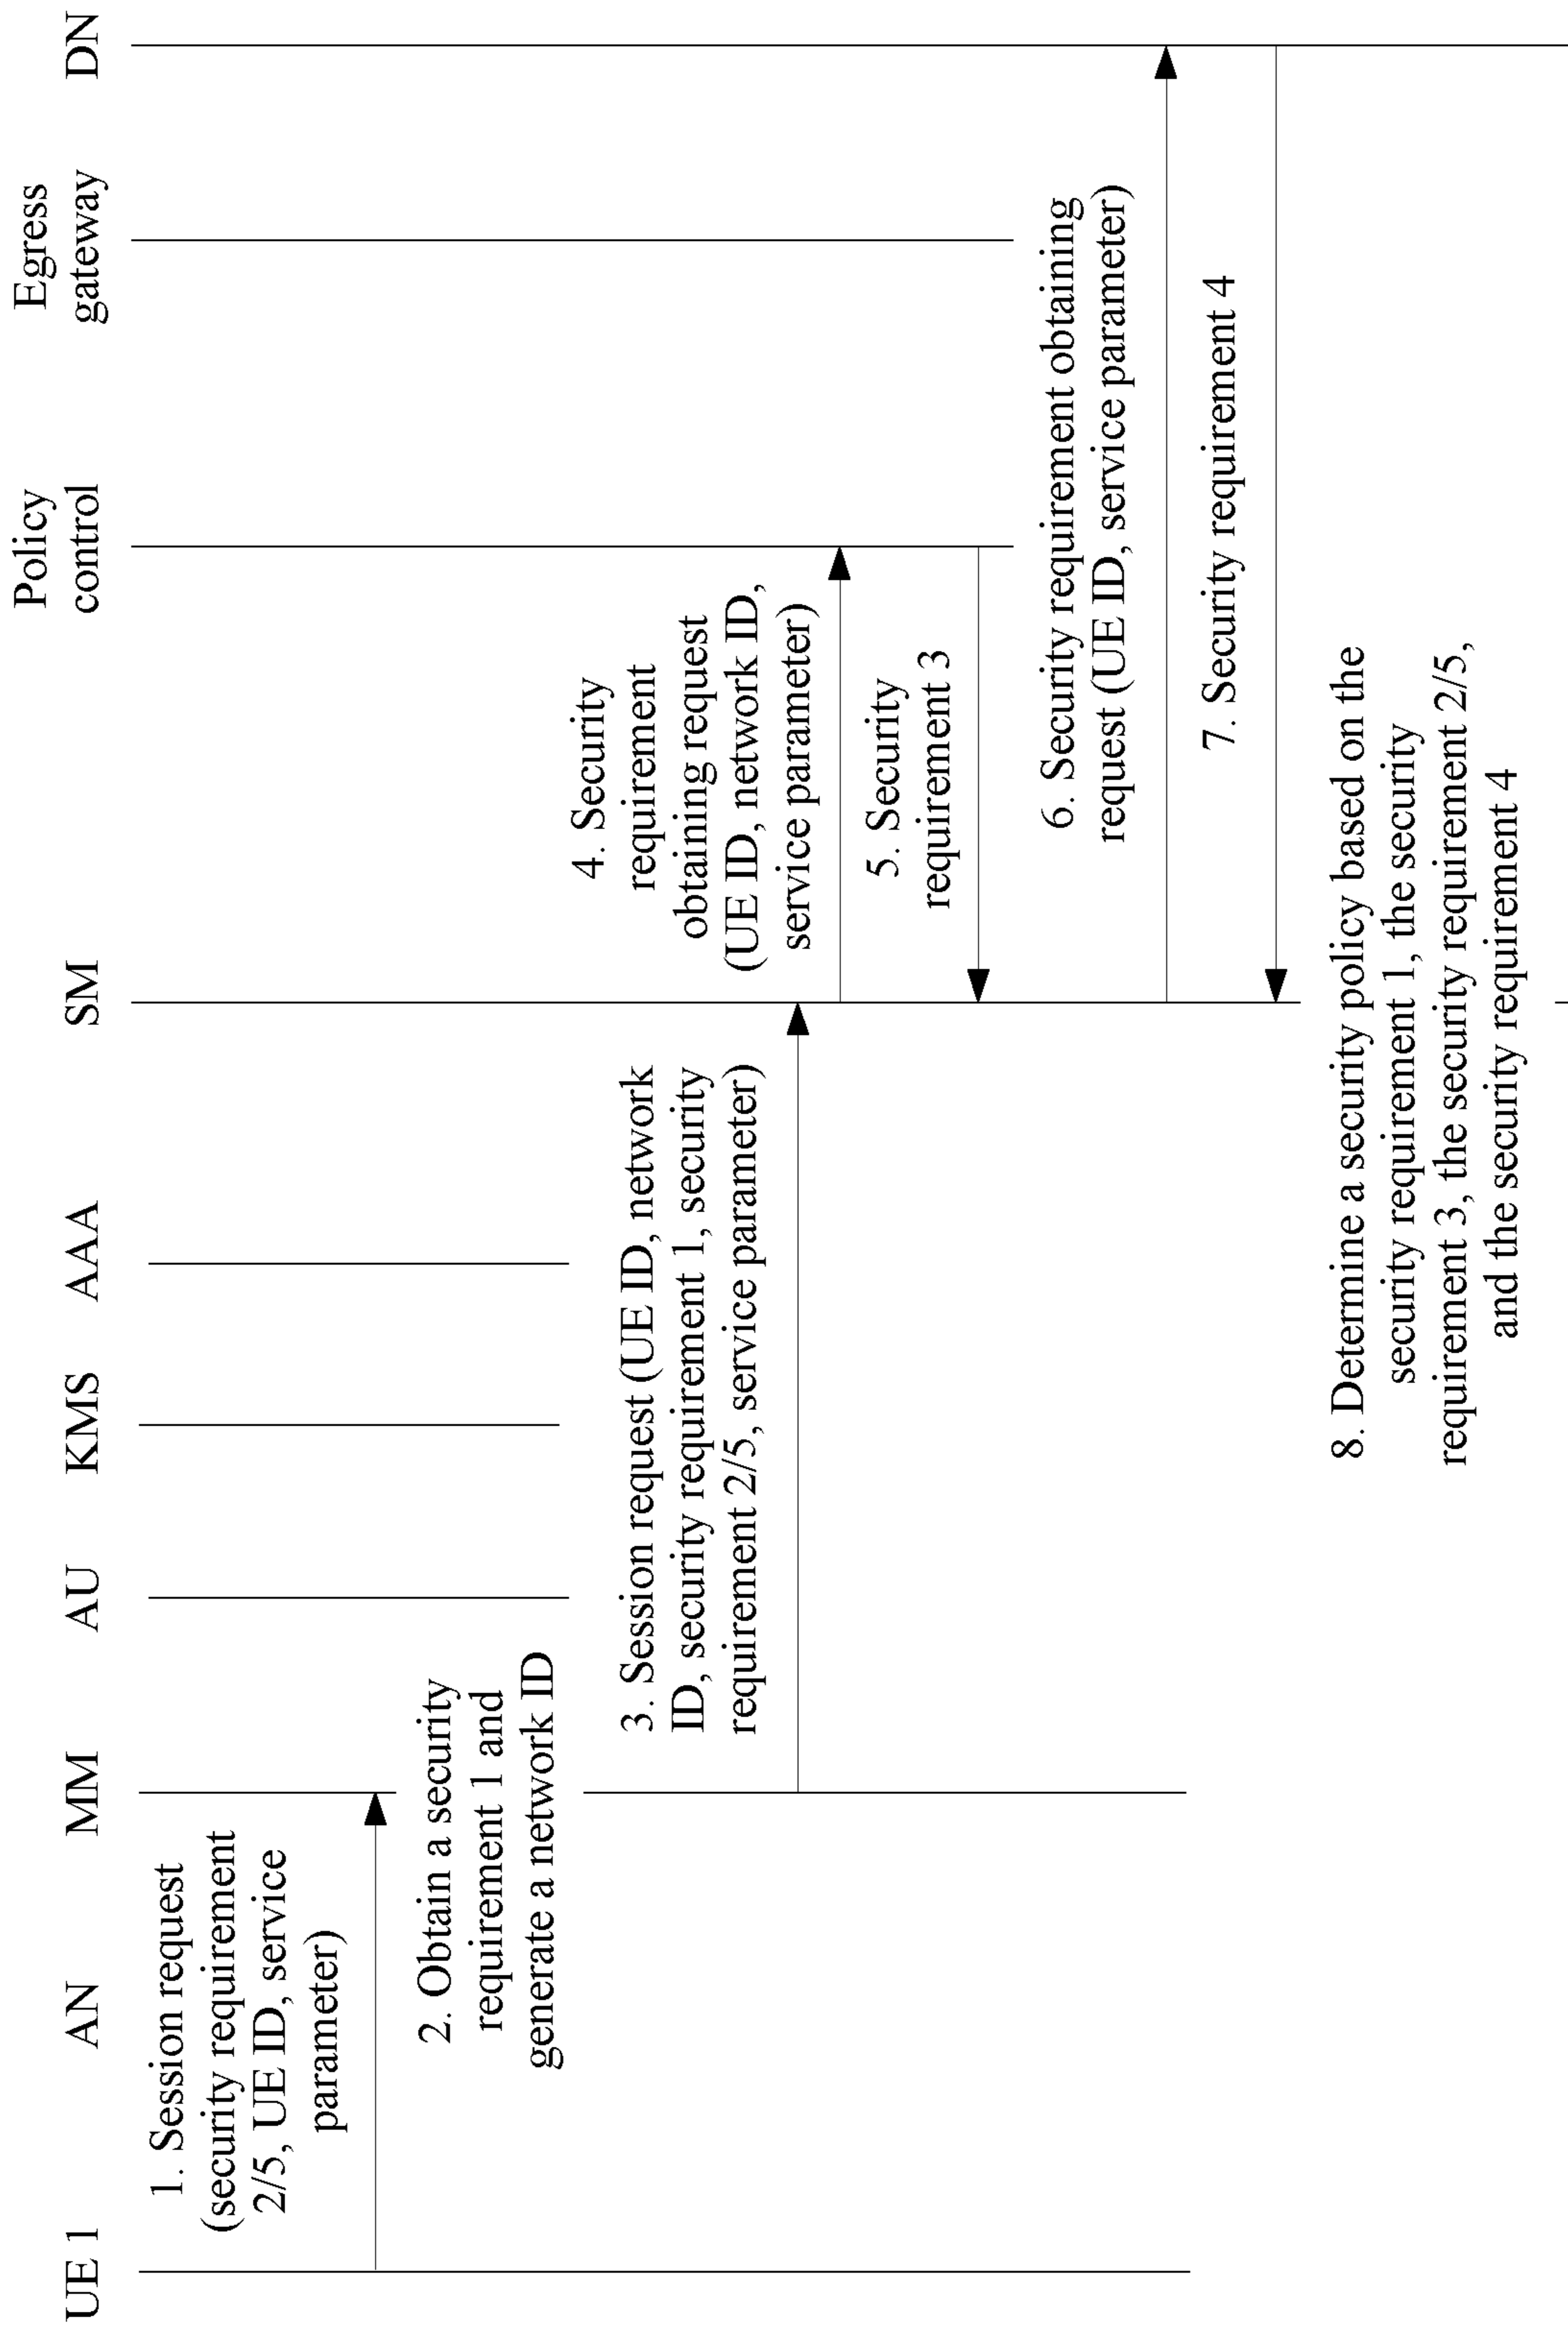 UE 1
AN
MM
AU
KMS
AAA
SM
Policy
control
Egress
gateway
DN
1. Session request
(security requirement
2/5, UE ID, service
parameter)
2. Obtain a security
requirement 1 and
generate a network ID
3. Session request (UE ID, network
ID, security requirement 1, security
requirement 2/5, service parameter)
4. Security
requirement
obtaining request
(UE ID, network ID,
service parameter)
5. Security
requirement 3
6. Security requirement obtaining
request (UE ID, service parameter)
7. Security requirement 4
8. Determine a security policy based on the
security requirement 1, the security
requirement 3, the security requirement 2/5,
and the security requirement 4